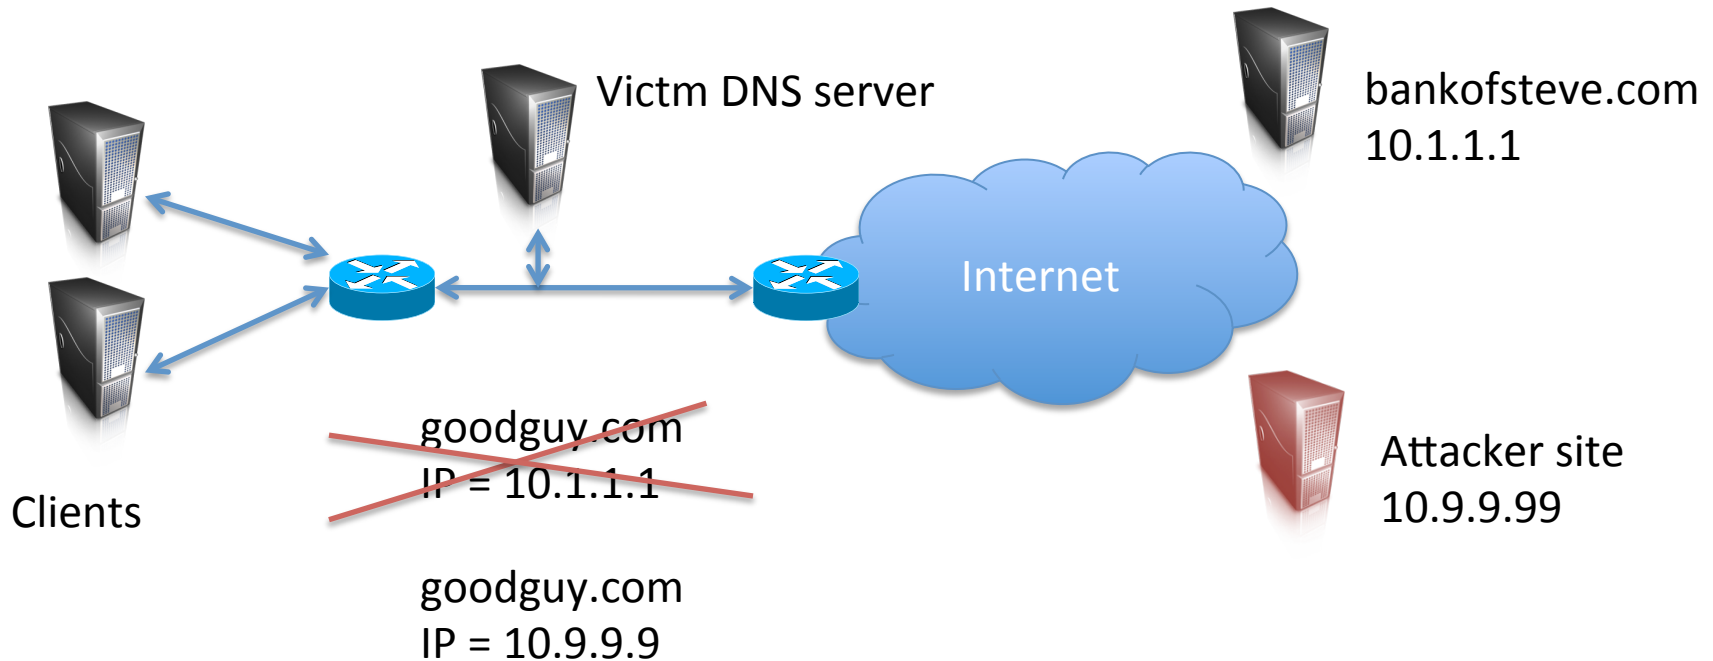 Victm DNS server
bankofsteve.com
10.1.1.1
Internet
goodguy.com
IP = 10.1.1.1
Attacker site
10.9.9.99
Clients
goodguy.com
IP = 10.9.9.9